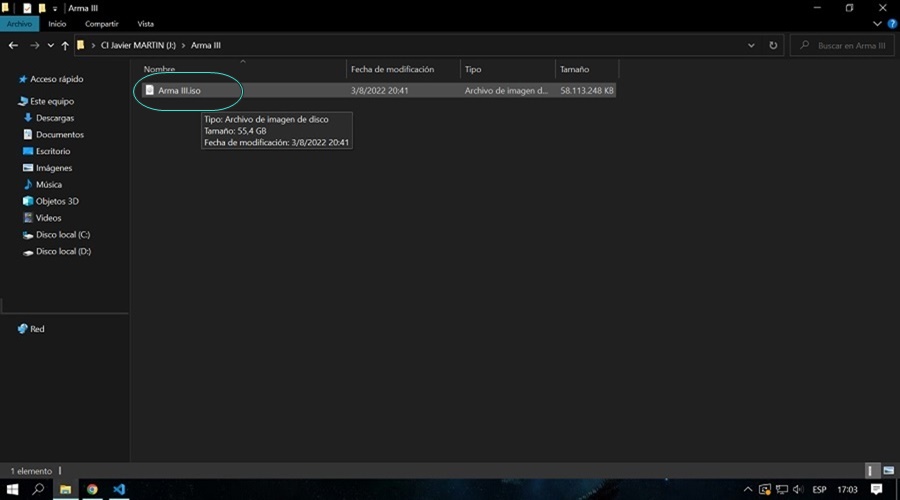 Arma III
Archivo Inicio Compartir Vista
CI Javier MARTIN (J:) Arma III Buscar en Arma III
Nombre Fecha de modificación Tipo Tamaño
Arma III.iso 3/8/2022 20:41 Archivo de imagen d... 58.113.248 KB
Tipo: Archivo de imagen de disco
Tamaño: 55,4 GB
Fecha de modificación: 3/8/2022 20:41
Acceso rápido
Este equipo
Descargas
Documentos
Escritorio
Imágenes
Música
Objetos 3D
Videos
Disco local (C:)
Disco local (D:)
Red
1 elemento
ESP 17:03